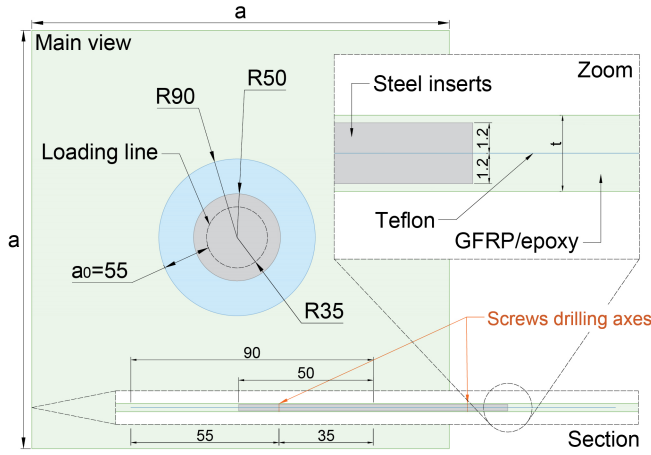 a
Main view
Zoom
R50
Steel inserts
R90
Loading line
1.2
t
1.2
a
Teflon
GFRP/epoxy
a0=55
R35
Screws drilling axes
90
50
55
35
Section